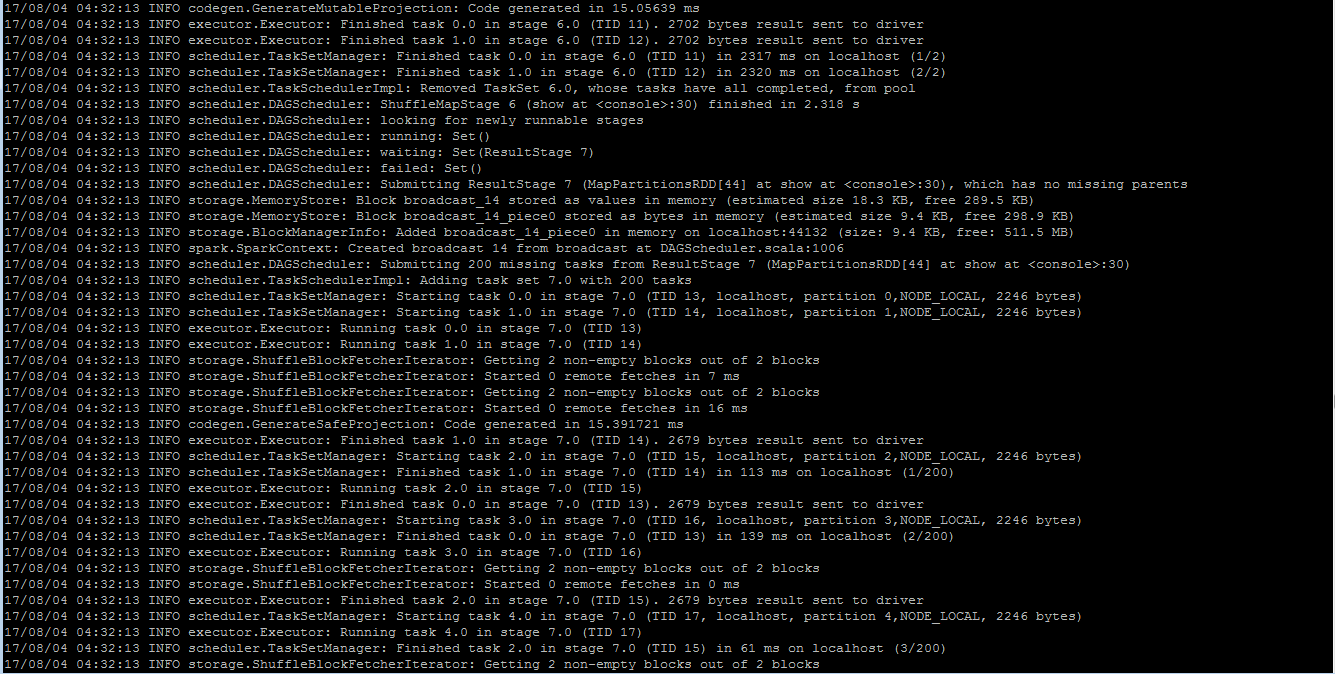 17/08/04 04:32:13 INFO codegen.GenerateMutableProjection: Code generated in 15.05639 ms
17/08/04 04:32:13 INFO executor.Executor: Finished task 0.0 in stage 6.0 (TID 11). 2702 bytes result sent to driver
17/08/04 04:32:13 INFO executor.Executor: Finished task 1.0 in stage 6.0 (TID 12). 2702 bytes result sent to driver
17/08/04 04:32:13 INFO scheduler.TaskSetManager: Finished task 0.0 in stage 6.0 (TID 11) in 2317 ms on localhost (1/2)
17/08/04 04:32:13 INFO scheduler.TaskSetManager: Finished task 1.0 in stage 6.0 (TID 12) in 2320 ms on localhost (2/2)
17/08/04 04:32:13 INFO scheduler.TaskSchedulerImpl: Removed TaskSet 6.0, whose tasks have all completed, from pool
17/08/04 04:32:13 INFO scheduler.DAGScheduler: ShuffleMapStage 6 (show at <console>:30) finished in 2.318 s
17/08/04 04:32:13 INFO scheduler.DAGScheduler: looking for newly runnable stages
17/08/04 04:32:13 INFO scheduler.DAGScheduler: running: Set()
17/08/04 04:32:13 INFO scheduler.DAGScheduler: waiting: Set(ResultStage 7)
17/08/04 04:32:13 INFO scheduler.DAGScheduler: failed: Set()
17/08/04 04:32:13 INFO scheduler.DAGScheduler: Submitting ResultStage 7 (MapPartitionsRDD[44] at show at <console>:30), which has no missing parents
17/08/04 04:32:13 INFO storage.MemoryStore: Block broadcast_14 stored as values in memory (estimated size 18.3 KB, free 289.5 KB)
17/08/04 04:32:13 INFO storage.MemoryStore: Block broadcast_14_piece0 stored as bytes in memory (estimated size 9.4 KB, free 298.9 KB)
17/08/04 04:32:13 INFO storage.BlockManagerInfo: Added broadcast_14_piece0 in memory on localhost:44132 (size: 9.4 KB, free: 511.5 MB)
17/08/04 04:32:13 INFO spark.SparkContext: Created broadcast 14 from broadcast at DAGScheduler.scala:1006
17/08/04 04:32:13 INFO scheduler.DAGScheduler: Submitting 200 missing tasks from ResultStage 7 (MapPartitionsRDD[44] at show at <console>:30)
17/08/04 04:32:13 INFO scheduler.TaskSchedulerImpl: Adding task set 7.0 with 200 tasks
17/08/04 04:32:13 INFO scheduler.TaskSetManager: Starting task 0.0 in stage 7.0 (TID 13, localhost, partition 0,NODE_LOCAL, 2246 bytes)
17/08/04 04:32:13 INFO scheduler.TaskSetManager: Starting task 1.0 in stage 7.0 (TID 14, localhost, partition 1,NODE_LOCAL, 2246 bytes)
17/08/04 04:32:13 INFO executor.Executor: Running task 0.0 in stage 7.0 (TID 13)
17/08/04 04:32:13 INFO executor.Executor: Running task 1.0 in stage 7.0 (TID 14)
17/08/04 04:32:13 INFO storage.ShuffleBlockFetcherIterator: Getting 2 non-empty blocks out of 2 blocks
17/08/04 04:32:13 INFO storage.ShuffleBlockFetcherIterator: Started 0 remote fetches in 7 ms
17/08/04 04:32:13 INFO storage.ShuffleBlockFetcherIterator: Getting 2 non-empty blocks out of 2 blocks
17/08/04 04:32:13 INFO storage.ShuffleBlockFetcherIterator: Started 0 remote fetches in 16 ms
17/08/04 04:32:13 INFO codegen.GenerateSafeProjection: Code generated in 15.391721 ms
17/08/04 04:32:13 INFO executor.Executor: Finished task 1.0 in stage 7.0 (TID 14). 2679 bytes result sent to driver
17/08/04 04:32:13 INFO scheduler.TaskSetManager: Starting task 2.0 in stage 7.0 (TID 15, localhost, partition 2,NODE_LOCAL, 2246 bytes)
17/08/04 04:32:13 INFO scheduler.TaskSetManager: Finished task 1.0 in stage 7.0 (TID 14) in 113 ms on localhost (1/200)
17/08/04 04:32:13 INFO executor.Executor: Running task 2.0 in stage 7.0 (TID 15)
17/08/04 04:32:13 INFO executor.Executor: Finished task 0.0 in stage 7.0 (TID 13). 2679 bytes result sent to driver
17/08/04 04:32:13 INFO scheduler.TaskSetManager: Starting task 3.0 in stage 7.0 (TID 16, localhost, partition 3,NODE_LOCAL, 2246 bytes)
17/08/04 04:32:13 INFO scheduler.TaskSetManager: Finished task 0.0 in stage 7.0 (TID 13) in 139 ms on localhost (2/200)
17/08/04 04:32:13 INFO executor.Executor: Running task 3.0 in stage 7.0 (TID 16)
17/08/04 04:32:13 INFO storage.ShuffleBlockFetcherIterator: Getting 2 non-empty blocks out of 2 blocks
17/08/04 04:32:13 INFO storage.ShuffleBlockFetcherIterator: Started 0 remote fetches in 0 ms
17/08/04 04:32:13 INFO executor.Executor: Finished task 2.0 in stage 7.0 (TID 15). 2679 bytes result sent to driver
17/08/04 04:32:13 INFO scheduler.TaskSetManager: Starting task 4.0 in stage 7.0 (TID 17, localhost, partition 4,NODE_LOCAL, 2246 bytes)
17/08/04 04:32:13 INFO executor.Executor: Running task 4.0 in stage 7.0 (TID 17)
17/08/04 04:32:13 INFO scheduler.TaskSetManager: Finished task 2.0 in stage 7.0 (TID 15) in 61 ms on localhost (3/200)
17/08/04 04:32:13 INFO storage.ShuffleBlockFetcherIterator: Getting 2 non-empty blocks out of 2 blocks